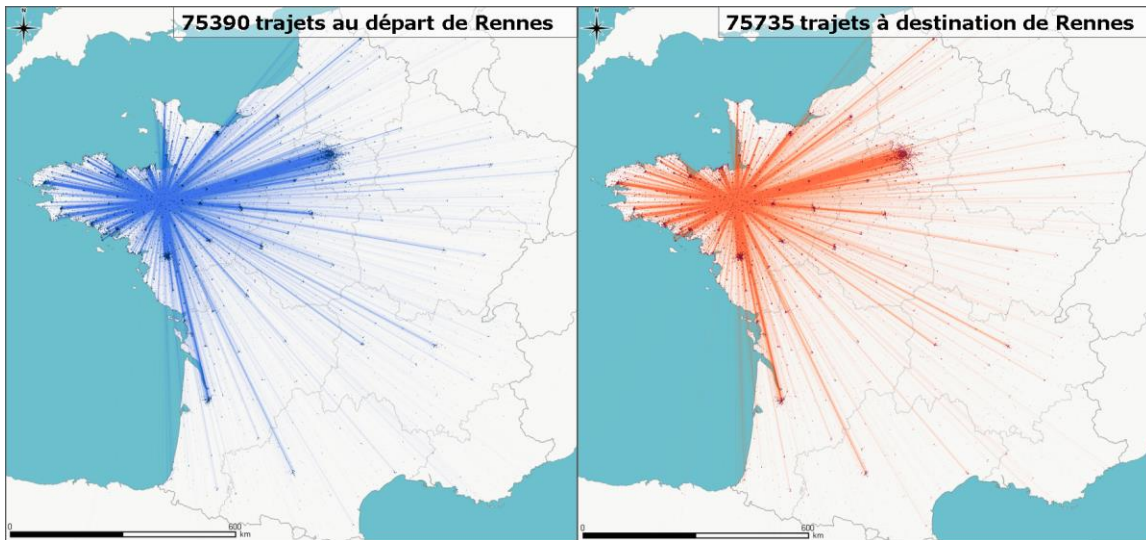 75390 trajets au départ de Rennes
75735 trajets à destination de Rennes
0 600
km
0 600
km